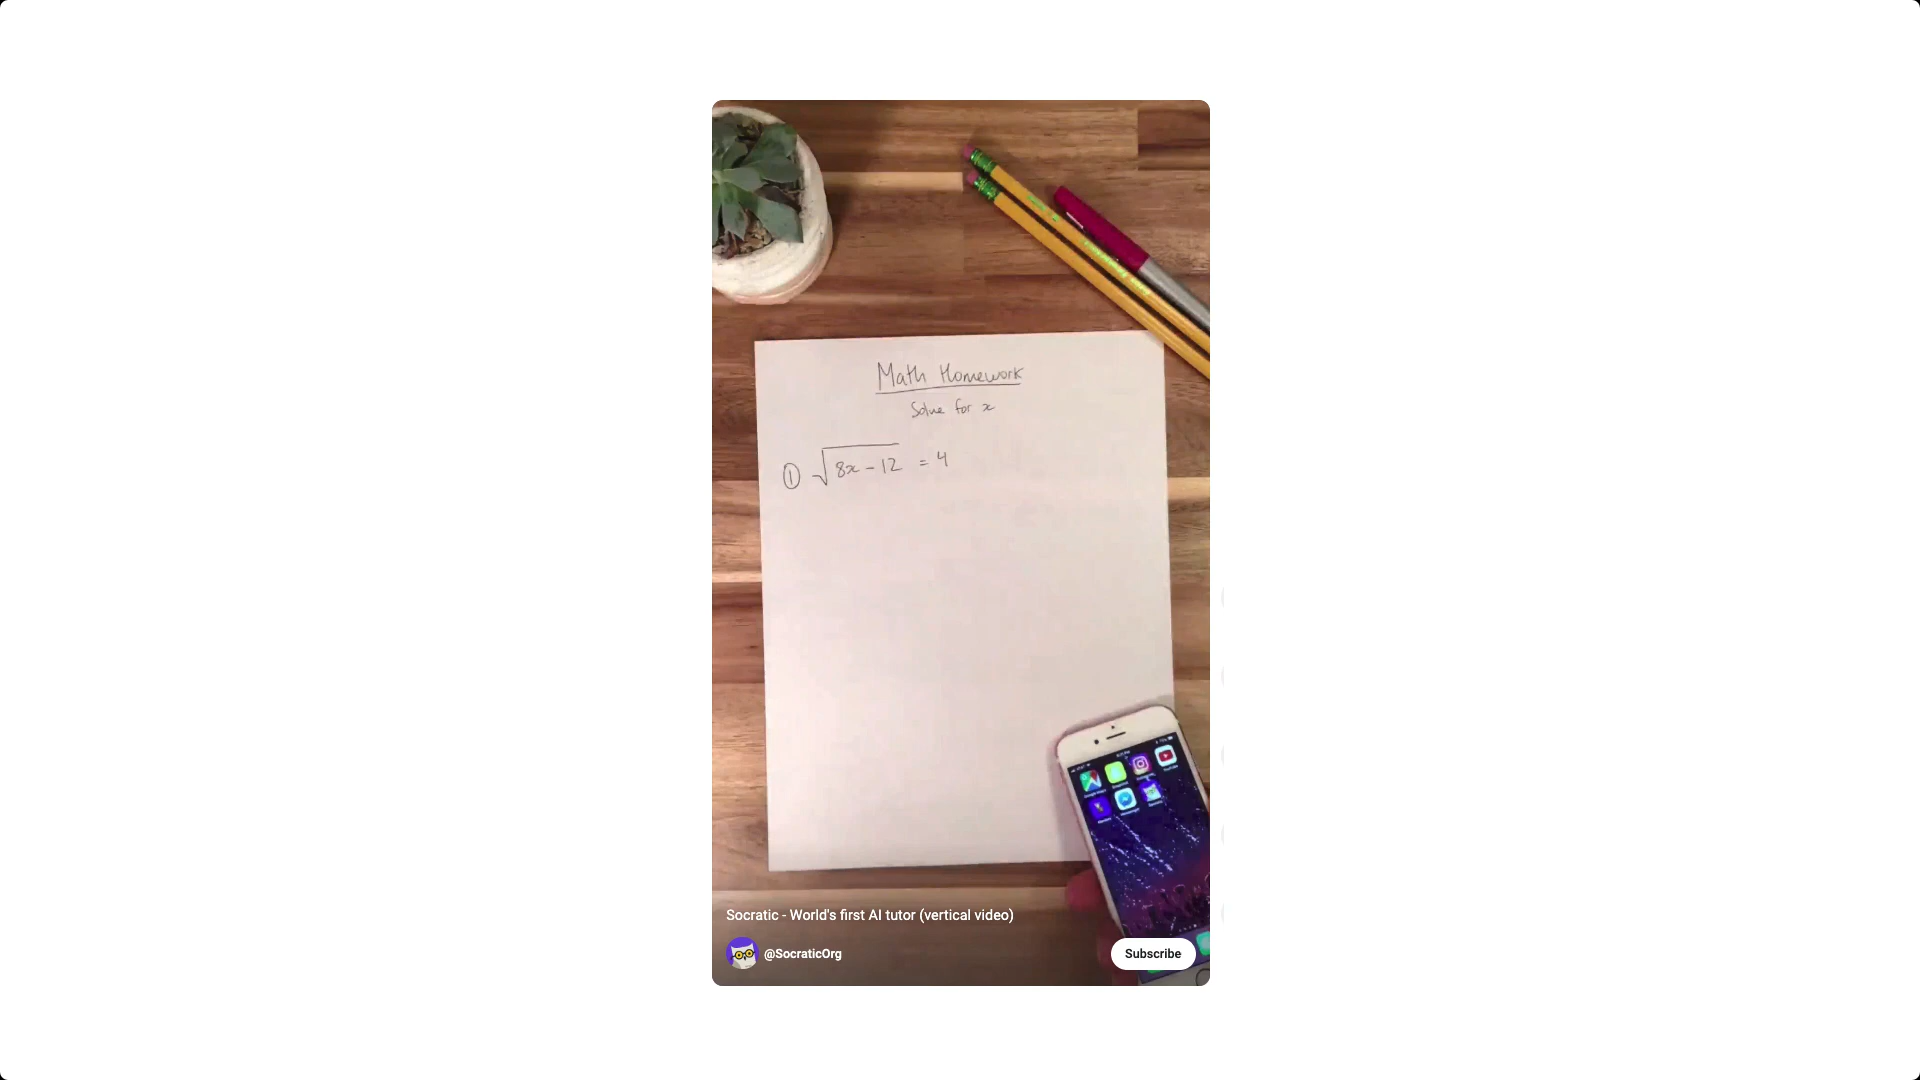 Math Homework
Solve for x
① √8x-12 = 4
Socratic - World's first AI tutor (vertical video)
@SocraticOrg
Subscribe